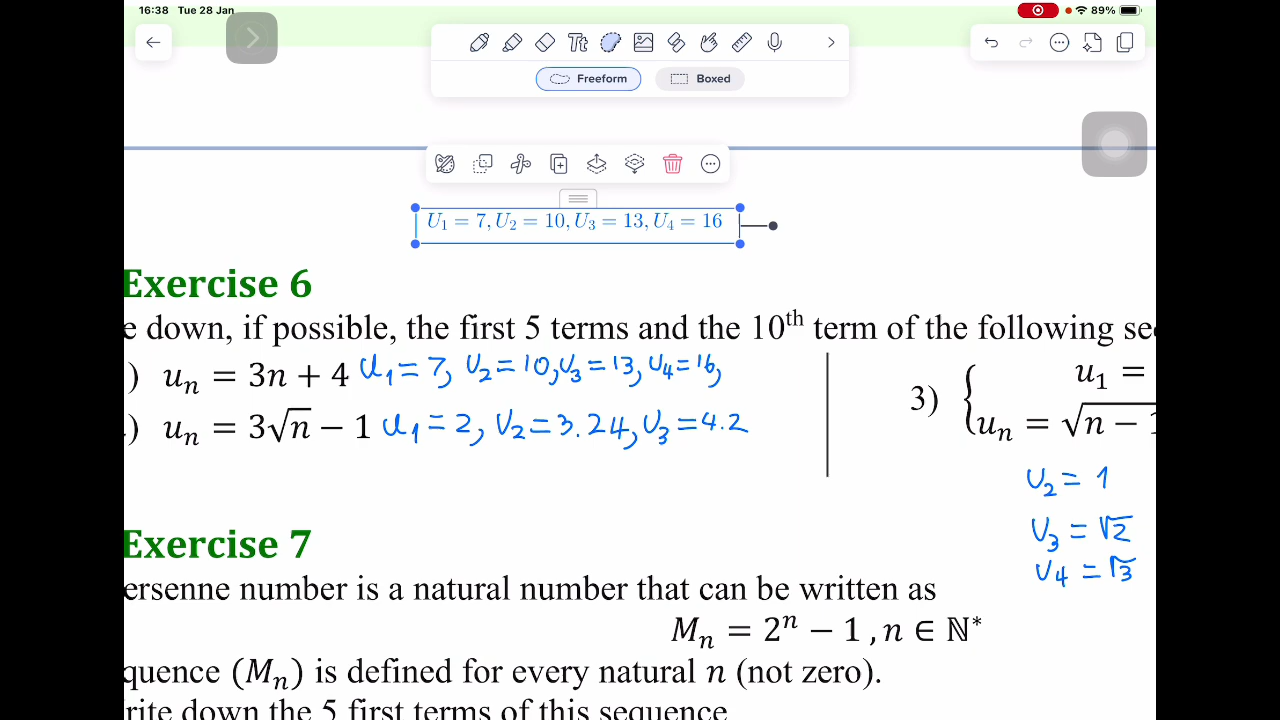 16:38 Tue 28 Jan 89%
Tt
Freeform Boxed
U₁ = 7, U₂ = 10, U₃ = 13, U₄ = 16
Exercise 6
e down, if possible, the first 5 terms and the 10ᵗʰ term of the following se
) uₙ = 3n + 4 U₁ = 7, U₂ = 10, U₃ = 13, U₄ = 16,
.) uₙ = 3√n − 1 U₁ = 2, U₂ = 3.24, U₃ = 4.2
3) { u₁ =
uₙ = √n − 1
U₂ = 1
U₃ = √2
U₄ = √3
Exercise 7
ersenne number is a natural number that can be written as
Mₙ = 2ⁿ − 1 , n ∈ ℕ*
quence (Mₙ) is defined for every natural n (not zero).
rite down the 5 first terms of this sequence